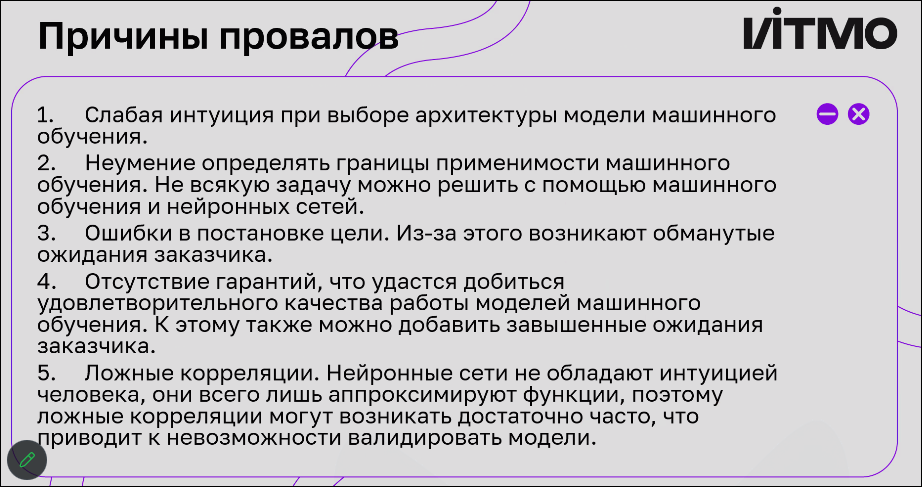 Причины провалов
ИТМО
1. Слабая интуиция при выборе архитектуры модели машинного
обучения.
2. Неумение определять границы применимости машинного
обучения. Не всякую задачу можно решить с помощью машинного
обучения и нейронных сетей.
3. Ошибки в постановке цели. Из-за этого возникают обманутые
ожидания заказчика.
4. Отсутствие гарантий, что удастся добиться
удовлетворительного качества работы моделей машинного
обучения. К этому также можно добавить завышенные ожидания
заказчика.
5. Ложные корреляции. Нейронные сети не обладают интуицией
человека, они всего лишь аппроксимируют функции, поэтому
ложные корреляции могут возникать достаточно часто, что
приводит к невозможности валидировать модели.